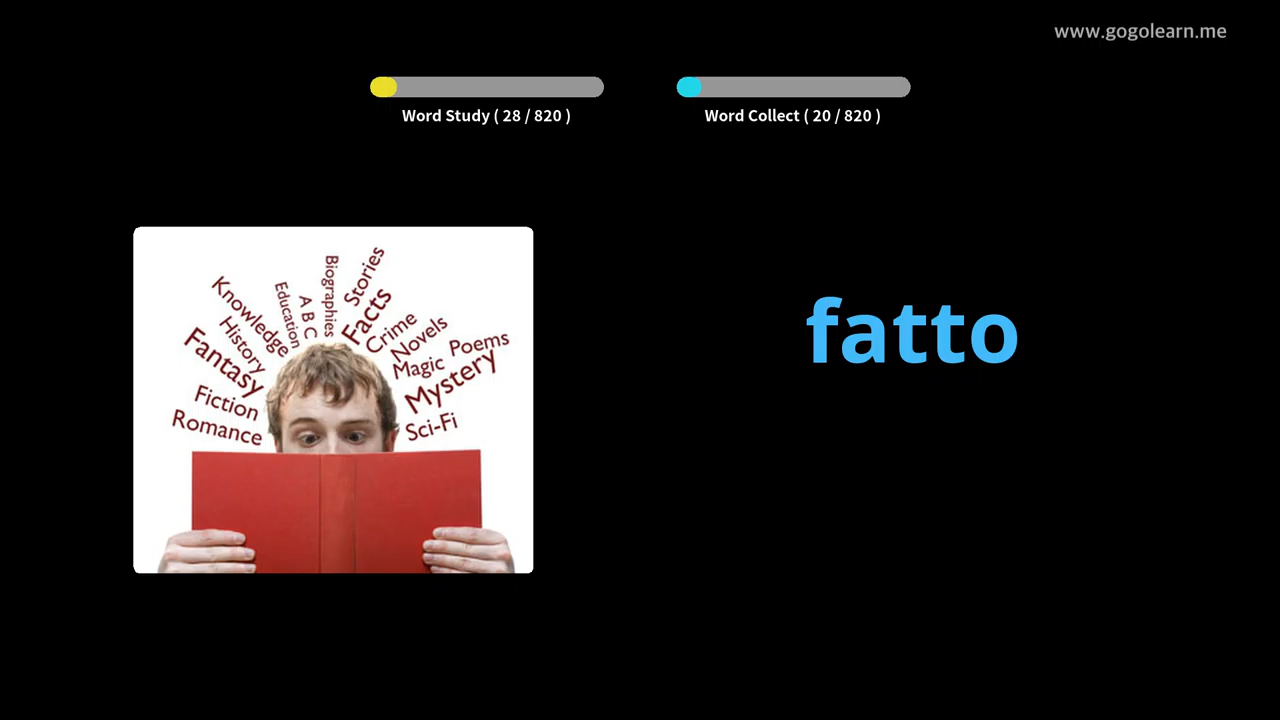 www.gogolearn.me
Word Study ( 28 / 820 )
Word Collect ( 20 / 820 )
Stories
Biographies
Facts
A B C
Education
Knowledge
Crime
Novels
History
Poems
Magic
Fantasy
Mystery
Fiction
Romance
Sci-Fi
fatto